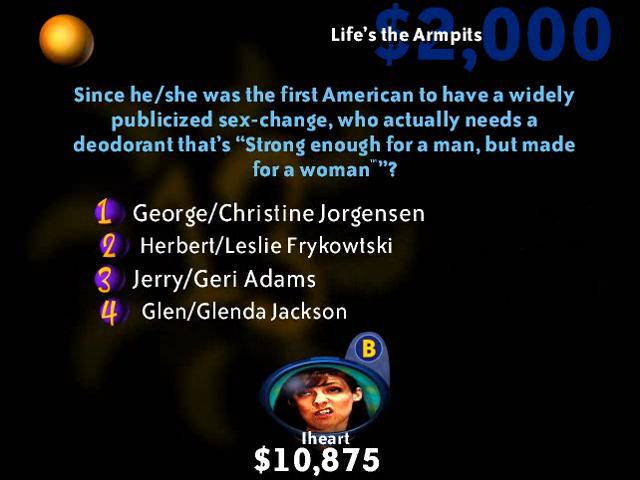 Life's the Armpits
$2,000
Since he/she was the first American to have a widely
publicized sex-change, who actually needs a
deodorant that's “Strong enough for a man, but made
for a woman™”?
1 George/Christine Jorgensen
2 Herbert/Leslie Frykowtski
3 Jerry/Geri Adams
4 Glen/Glenda Jackson
B
Iheart
$10,875